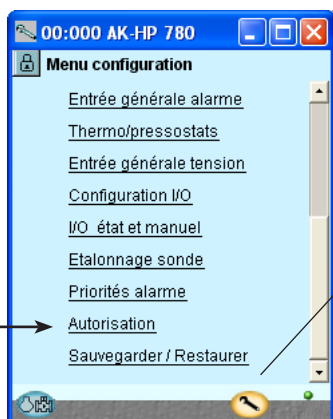 00:000 AK-HP 780
Menu configuration
Entrée générale alarme
Thermo/pressostats
Entrée générale tension
Configuration I/O
I/O état et manuel
Etalonnage sonde
Priorités alarme
Autorisation
Sauvegarder / Restaurer